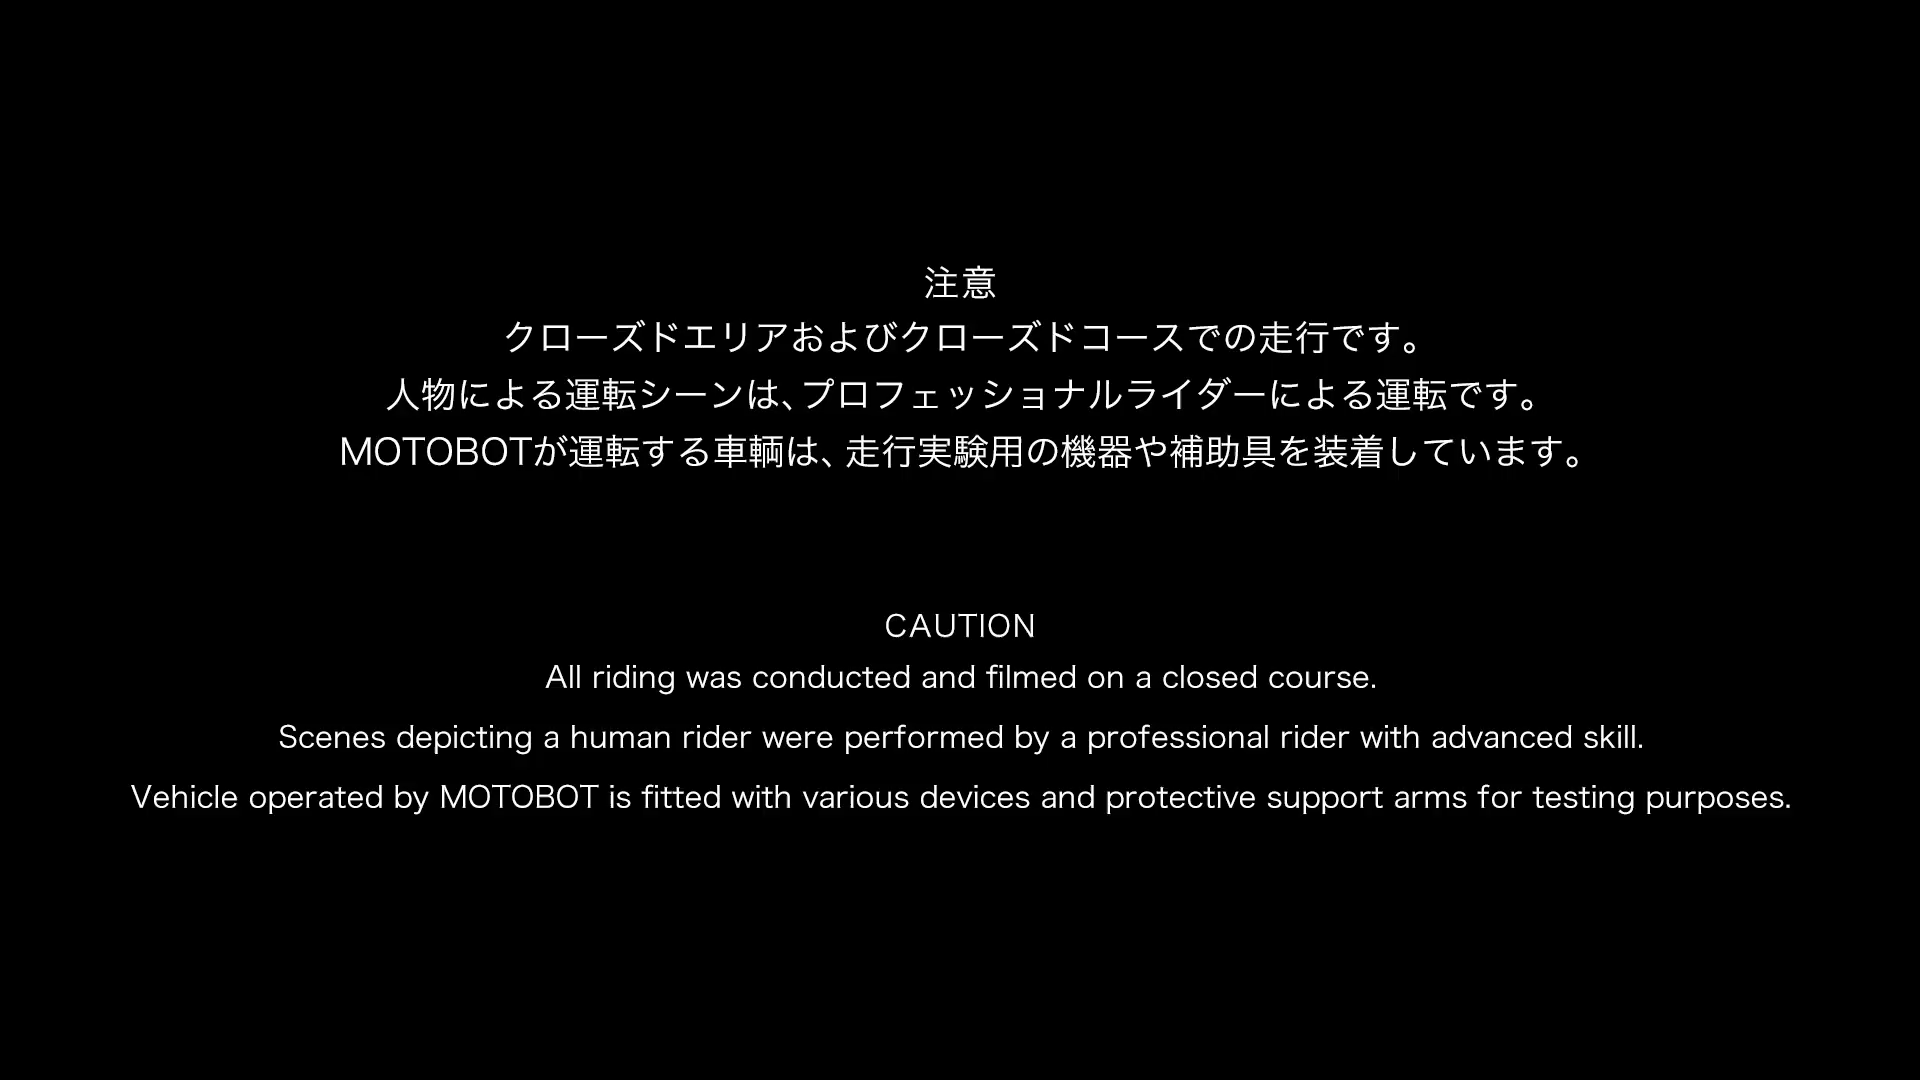 注意
クローズドエリアおよびクローズドコースでの走行です。
人物による運転シーンは、プロフェッショナルライダーによる運転です。
MOTOBOTが運転する車輌は、走行実験用の機器や補助具を装着しています。
CAUTION
All riding was conducted and filmed on a closed course.
Scenes depicting a human rider were performed by a professional rider with advanced skill.
Vehicle operated by MOTOBOT is fitted with various devices and protective support arms for testing purposes.